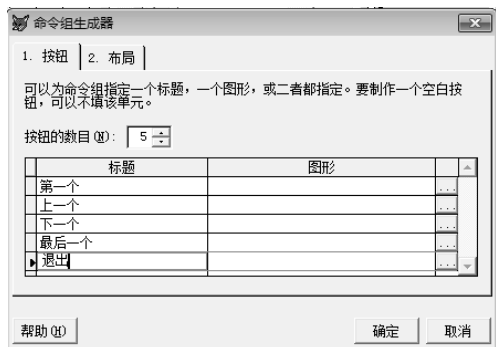 命令组生成器
1. 按钮 2. 布局
可以为命令组指定一个标题，一个图形，或二者都指定。要制作一个空白按
钮，可以不填该单元。
按钮的数目(N): 5
标题 图形
第一个 ...
上一个 ...
下一个 ...
最后一个 ...
退出 ...
帮助(H) 确定 取消